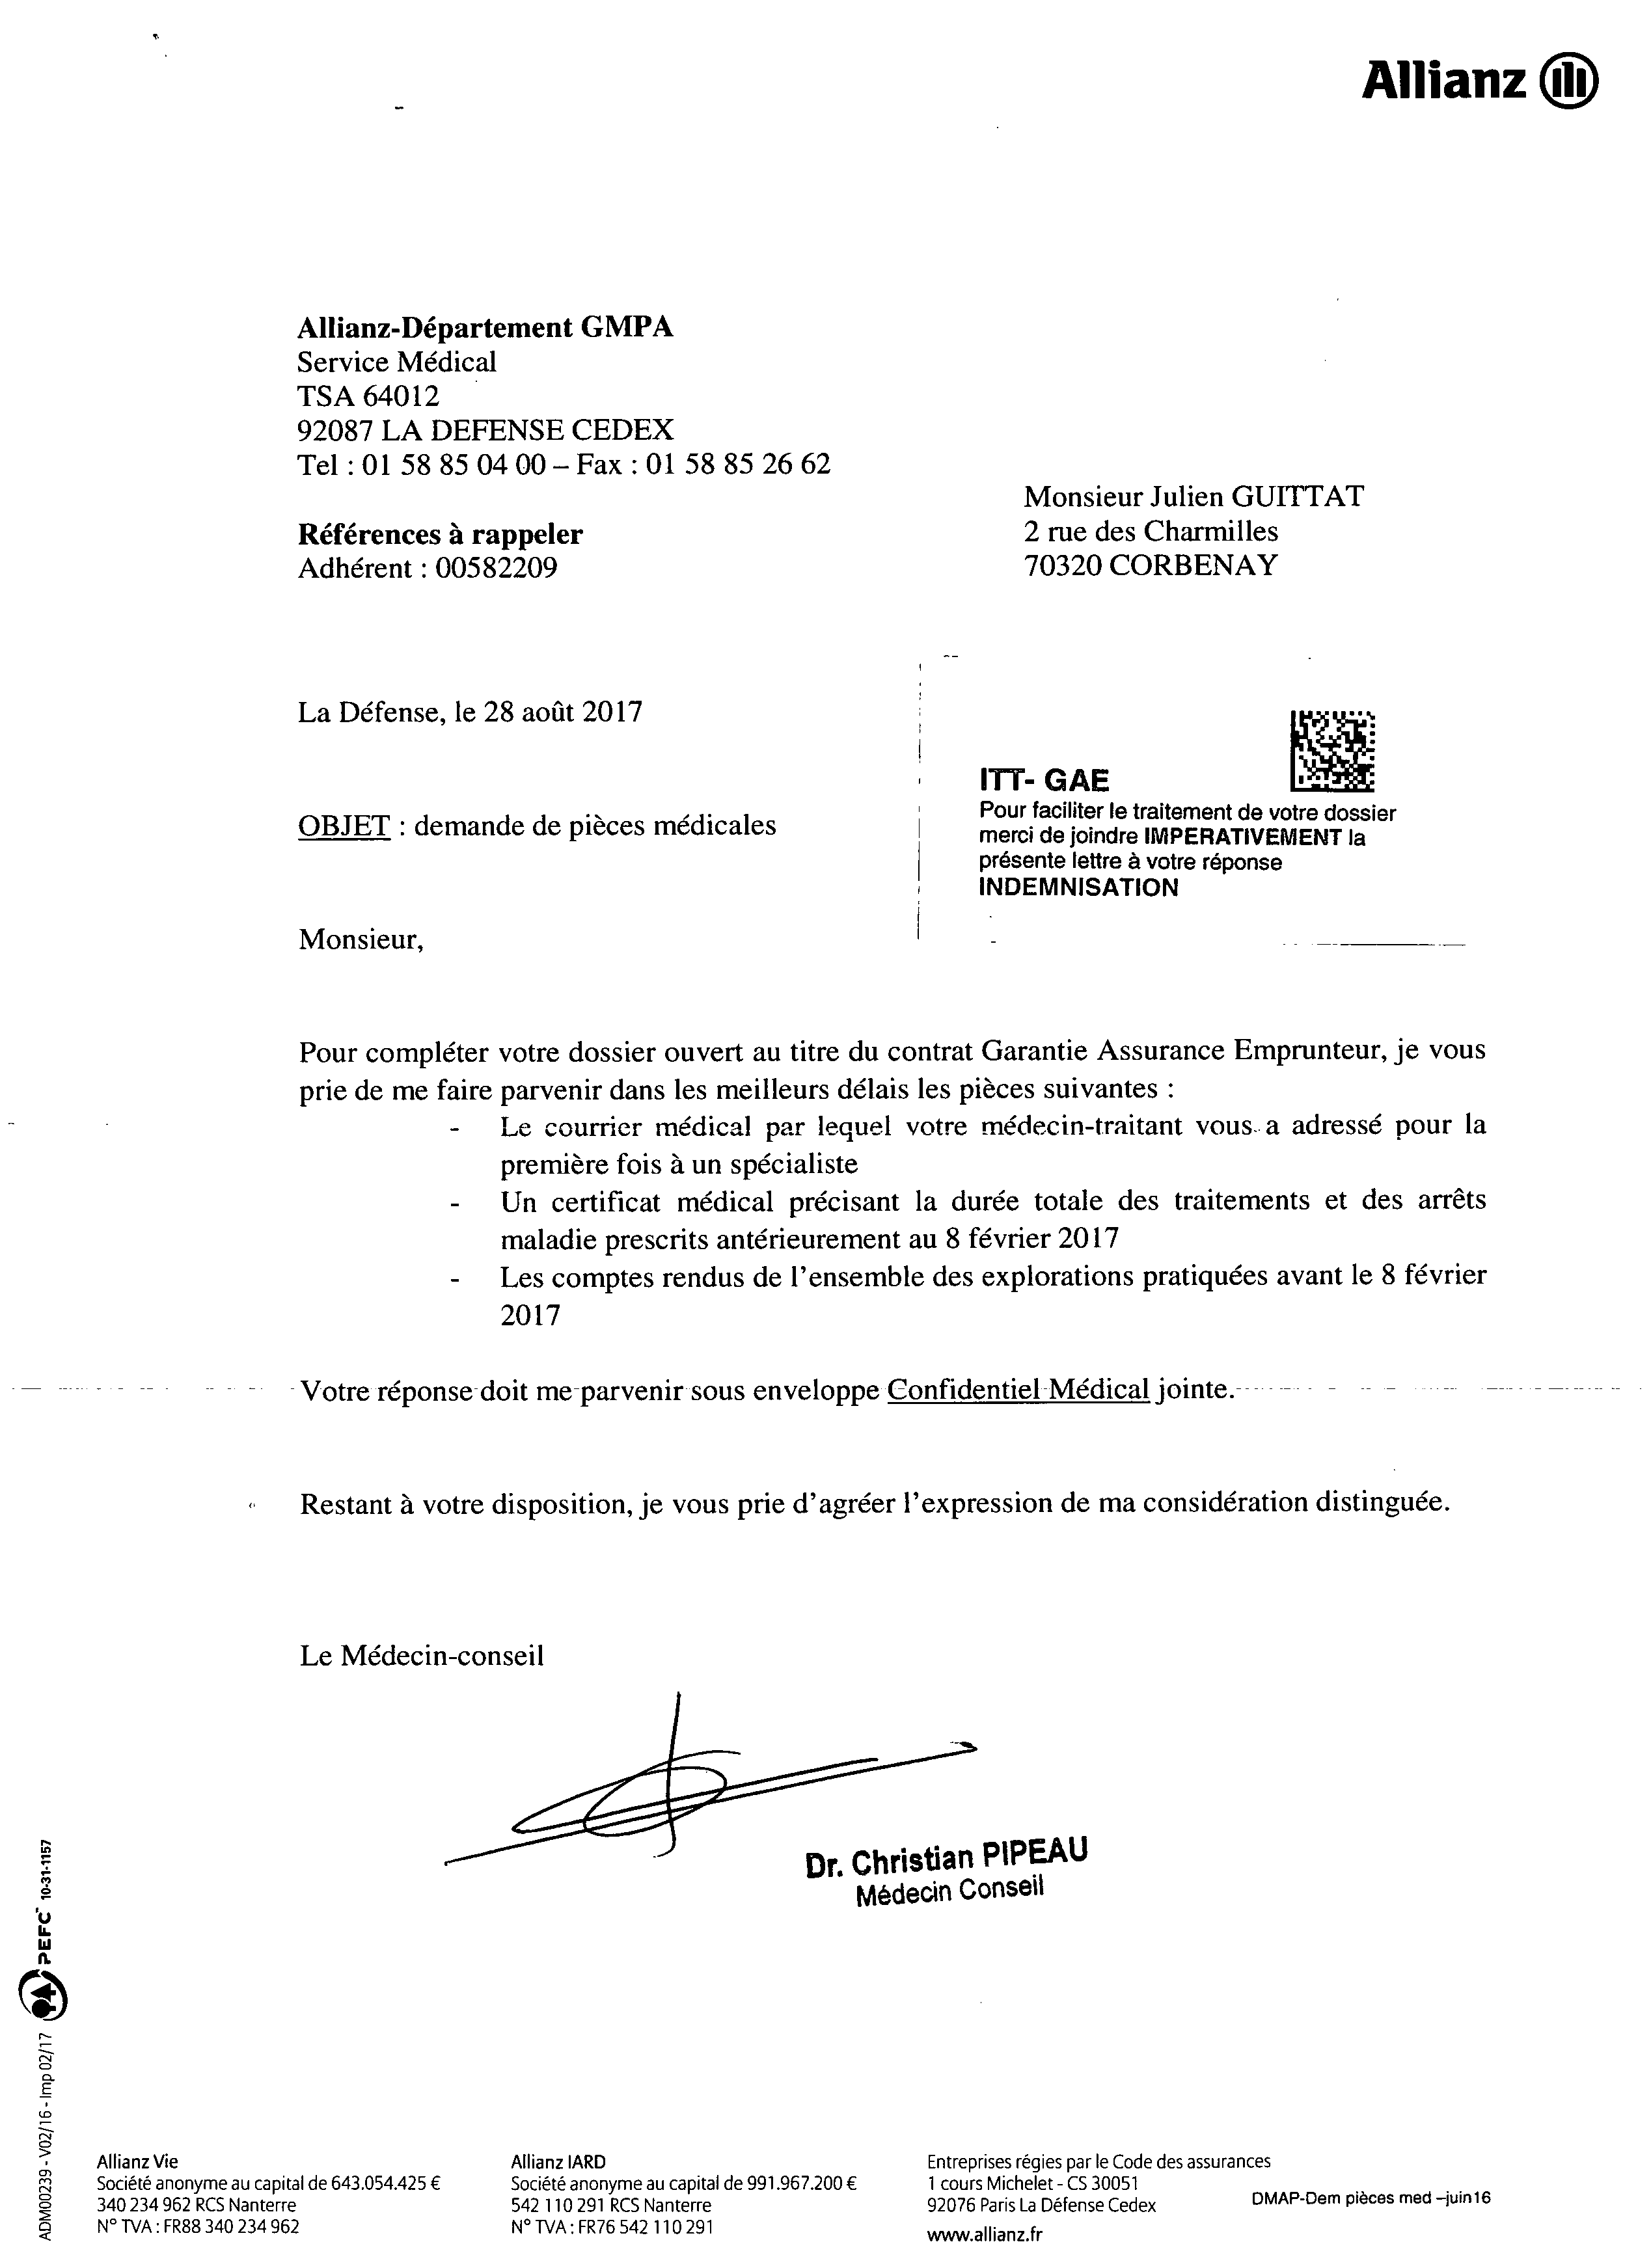 Allianz
Allianz-Département GMPA
Service Médical
TSA 64012
92087 LA DEFENSE CEDEX
Tel : 01 58 85 04 00 – Fax : 01 58 85 26 62
Monsieur Julien GUITTAT
2 rue des Charmilles
70320 CORBENAY
Références à rappeler
Adhérent : 00582209
La Défense, le 28 août 2017
ITT- GAE
Pour faciliter le traitement de votre dossier
merci de joindre IMPERATIVEMENT la
présente lettre à votre réponse
INDEMNISATION
OBJET : demande de pièces médicales
Monsieur,
Pour compléter votre dossier ouvert au titre du contrat Garantie Assurance Emprunteur, je vous
prie de me faire parvenir dans les meilleurs délais les pièces suivantes :
- Le courrier médical par lequel votre médecin-traitant vous a adressé pour la
première fois à un spécialiste
- Un certificat médical précisant la durée totale des traitements et des arrêts
maladie prescrits antérieurement au 8 février 2017
- Les comptes rendus de l'ensemble des explorations pratiquées avant le 8 février
2017
Votre réponse doit me parvenir sous enveloppe Confidentiel Médical jointe.
Restant à votre disposition, je vous prie d'agréer l'expression de ma considération distinguée.
Le Médecin-conseil
Dr. Christian PIPEAU
Médecin Conseil
ADM00239 - V02/16 - Imp 02/17 PEFC™ 10-31-1157
Allianz Vie
Société anonyme au capital de 643.054.425 €
340 234 962 RCS Nanterre
N° TVA : FR88 340 234 962
Allianz IARD
Société anonyme au capital de 991.967.200 €
542 110 291 RCS Nanterre
N° TVA : FR76 542 110 291
Entreprises régies par le Code des assurances
1 cours Michelet - CS 30051
92076 Paris La Défense Cedex
www.allianz.fr
DMAP-Dem pièces med –juin16